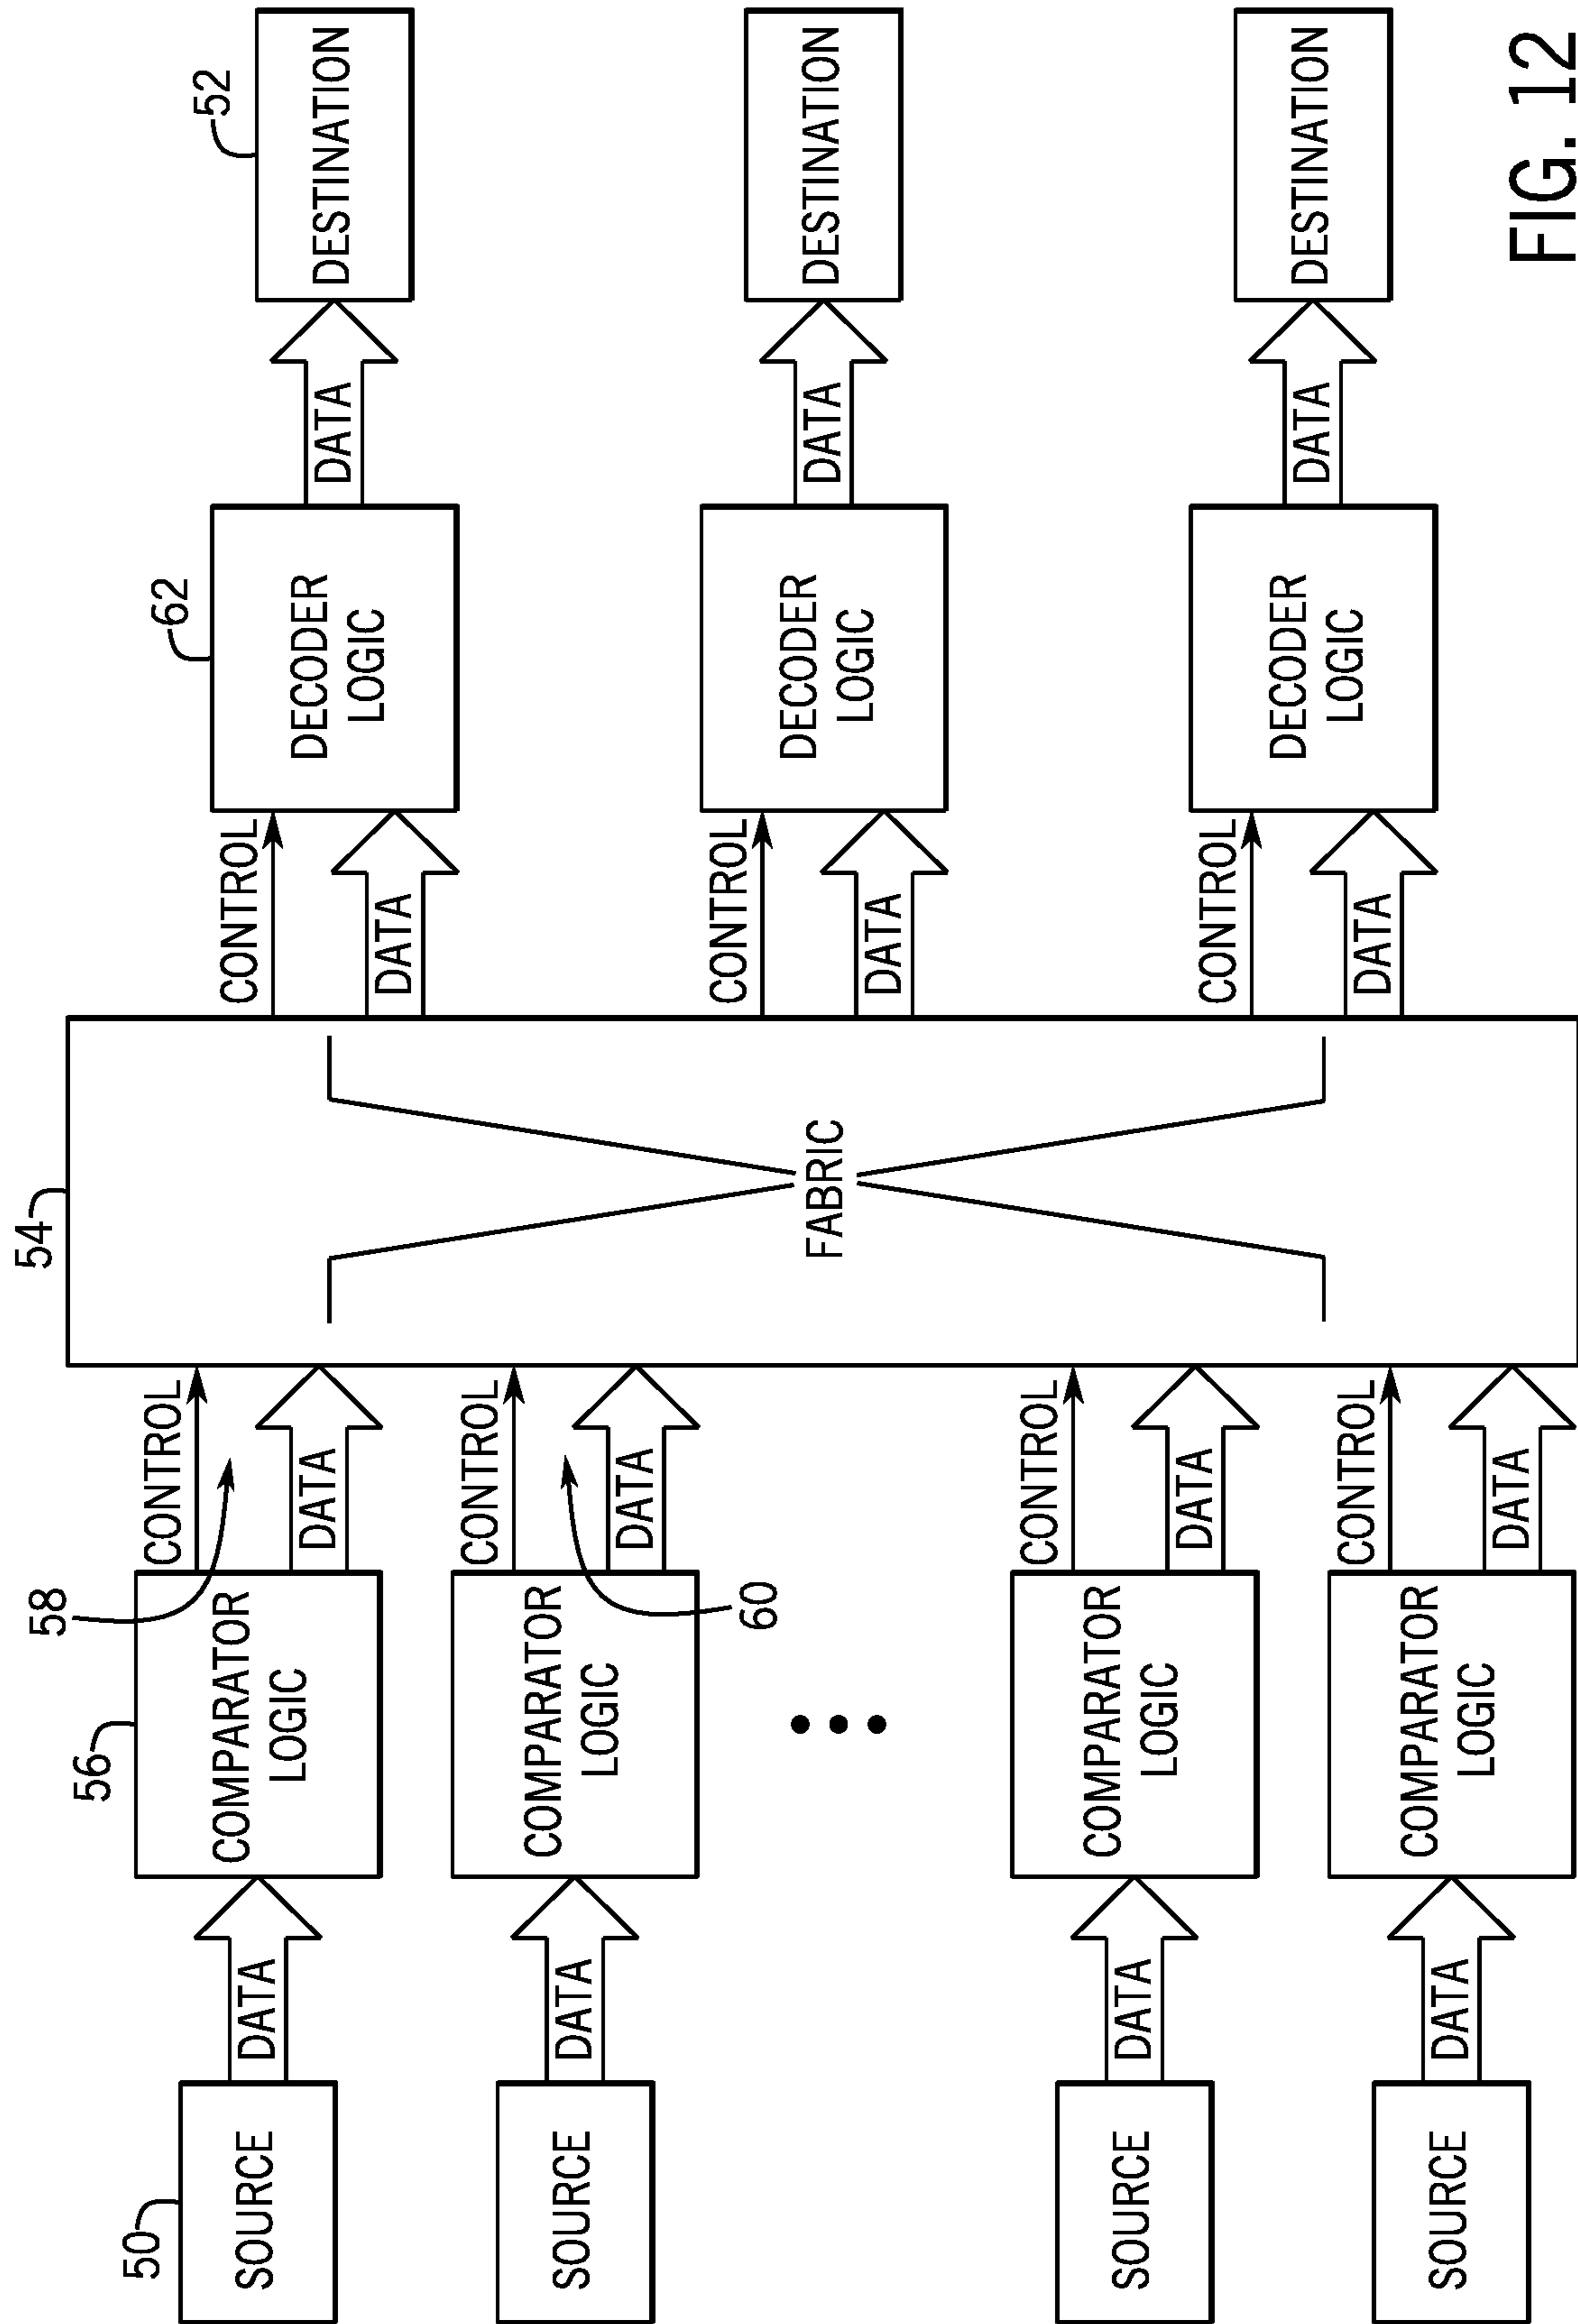 50
SOURCE
DATA
56
COMPARATOR
LOGIC
58
CONTROL
DATA
SOURCE
DATA
COMPARATOR
LOGIC
60
CONTROL
DATA
SOURCE
DATA
COMPARATOR
LOGIC
CONTROL
DATA
SOURCE
DATA
COMPARATOR
LOGIC
CONTROL
DATA
54
FABRIC
CONTROL
DATA
62
DECODER
LOGIC
DATA
52
DESTINATION
CONTROL
DATA
DECODER
LOGIC
DATA
DESTINATION
CONTROL
DATA
DECODER
LOGIC
DATA
DESTINATION
FIG. 12